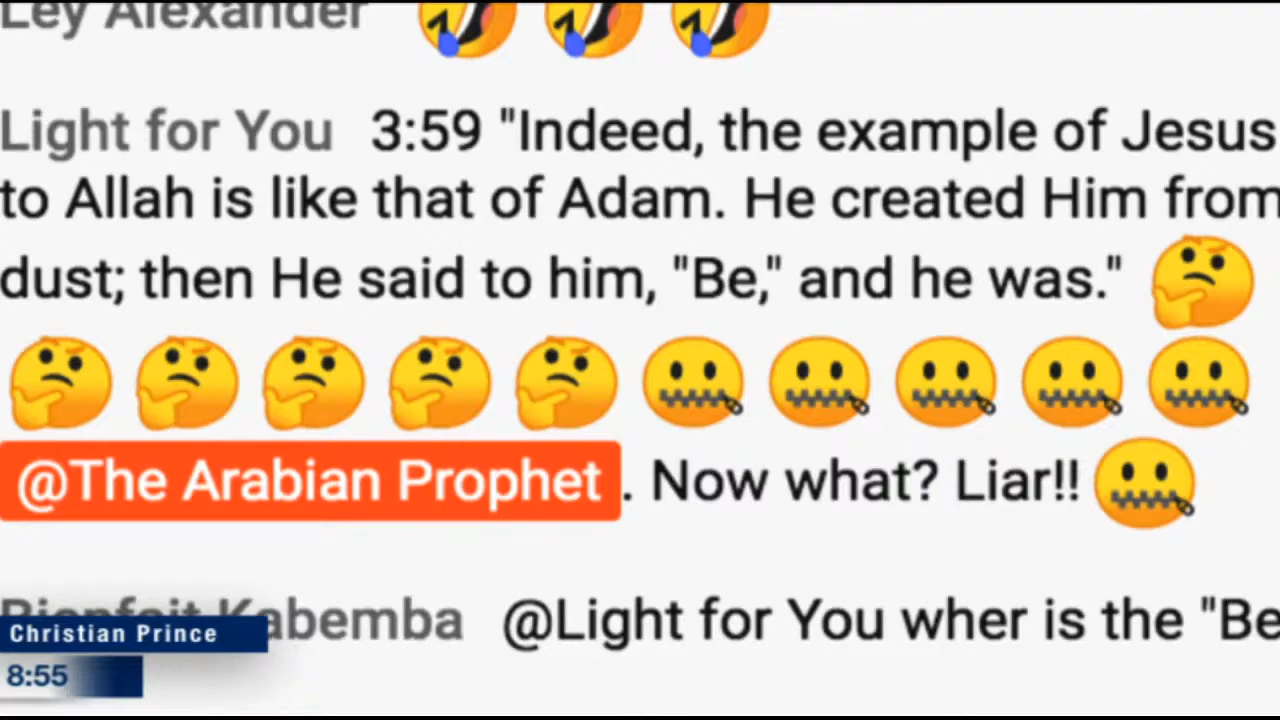 Ley Alexander
Light for You 3:59 "Indeed, the example of Jesus
to Allah is like that of Adam. He created Him from
dust; then He said to him, "Be," and he was."
@The Arabian Prophet . Now what? Liar!!
Bienfait Kabemba @Light for You wher is the "Be
Christian Prince
8:55